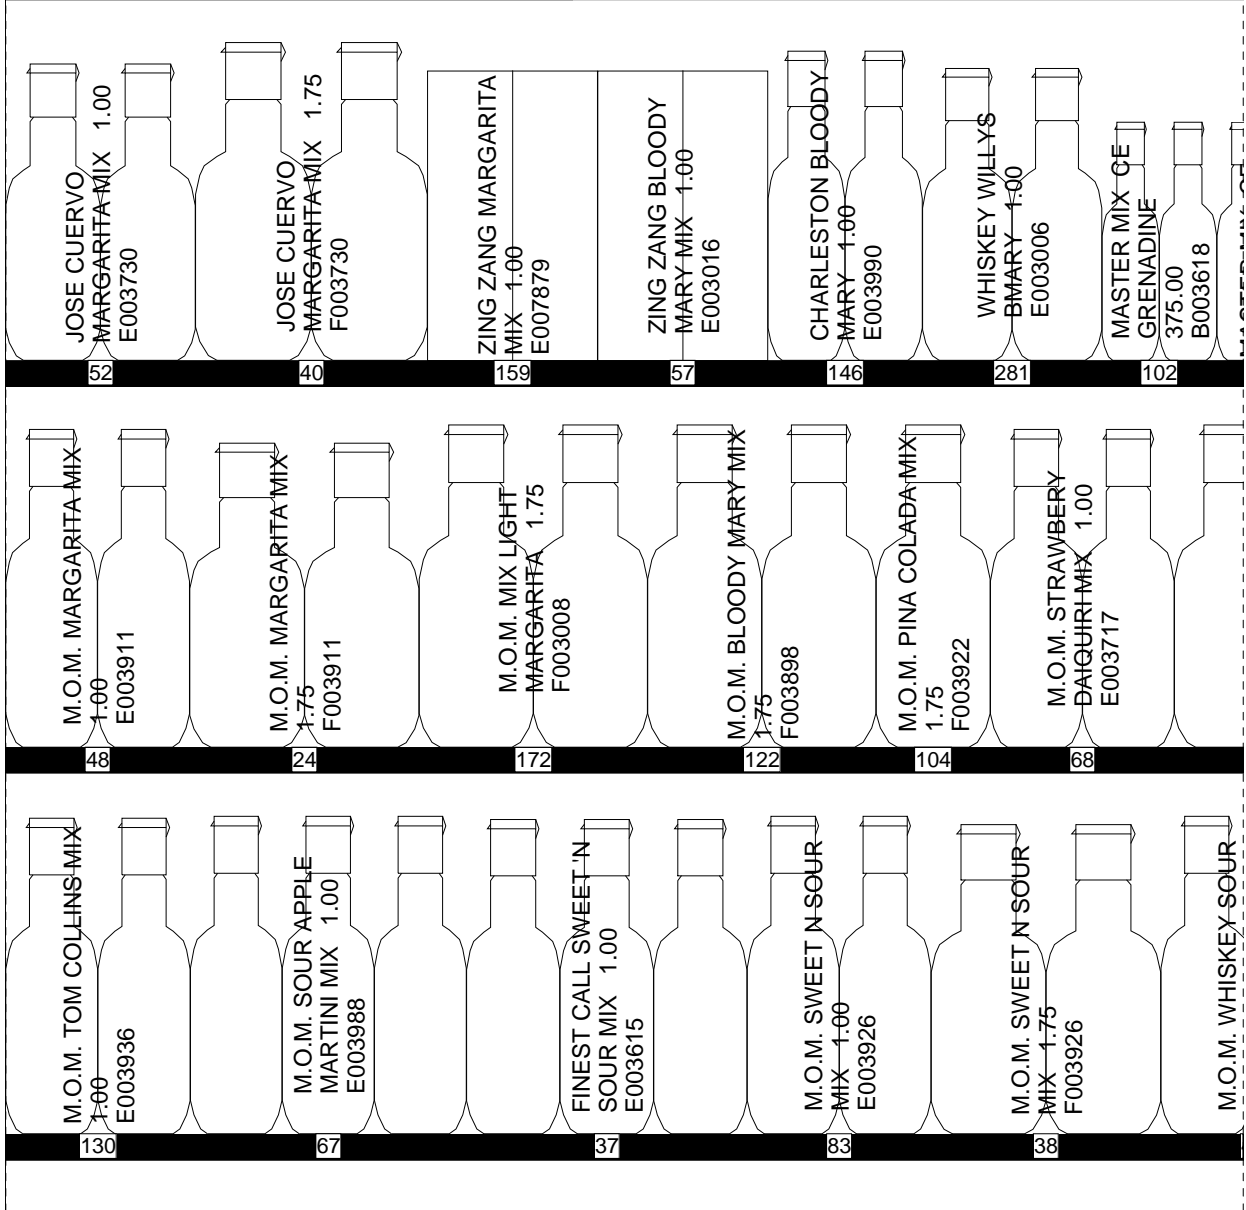 JOSE CUERVO
MARGARITA MIX 1.00
E003730
JOSE CUERVO
MARGARITA MIX 1.75
F003730
ZING ZANG MARGARITA
MIX 1.00
E007879
ZING ZANG BLOODY
MARY MIX 1.00
E003016
CHARLESTON BLOODY
MARY 1.00
E003990
WHISKEY WILLYS
BMARY 1.00
E003006
MASTER MIX CE
GRENADINE
375.00
B003618
52
40
159
57
146
281
102
M.O.M. MARGARITA MIX
1.00
E003911
M.O.M. MARGARITA MIX
1.75
F003911
M.O.M. MIX LIGHT
MARGARITA 1.75
F003008
M.O.M. BLOODY MARY MIX
1.75
F003898
M.O.M. PINA COLADA MIX
1.75
F003922
M.O.M. STRAWBERY
DAIQUIRI MIX 1.00
E003717
48
24
172
122
104
68
M.O.M. TOM COLLINS MIX
1.00
E003936
M.O.M. SOUR APPLE
MARTINI MIX 1.00
E003988
FINEST CALL SWEET 'N
SOUR MIX 1.00
E003615
M.O.M. SWEET N SOUR
MIX 1.00
E003926
M.O.M. SWEET N SOUR
MIX 1.75
F003926
M.O.M. WHISKEY SOUR
130
67
37
83
38